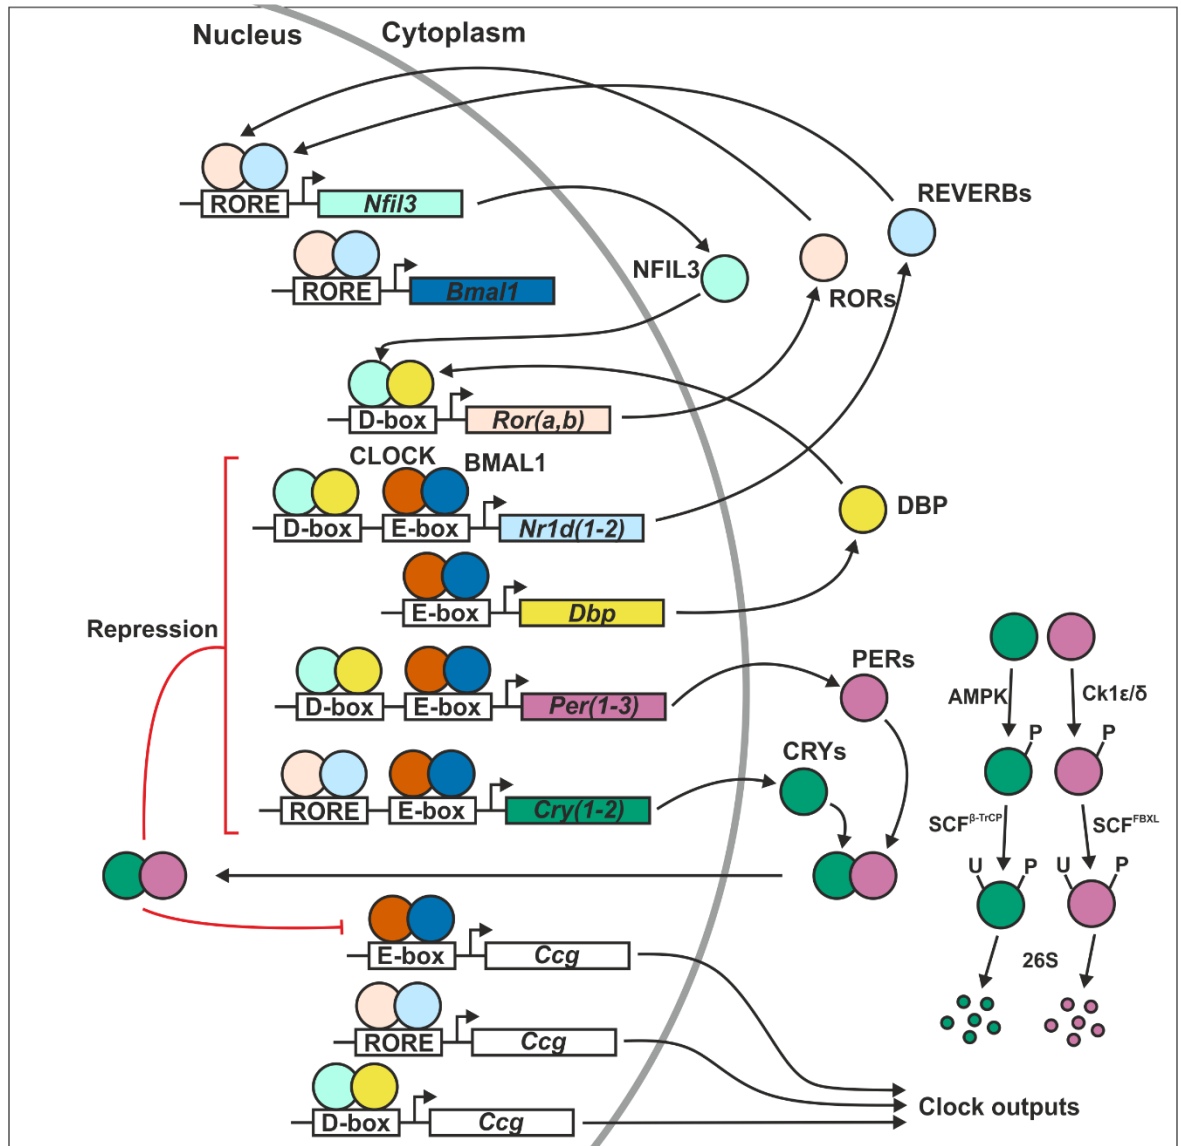 Nucleus
Cytoplasm
RORE
Nfil3
REVERBs
NFIL3
RORs
RORE
Bmal1
D-box
Ror(a,b)
CLOCK
BMAL1
D-box
E-box
Nr1d(1-2)
DBP
E-box
Dbp
Repression
D-box
E-box
Per(1-3)
PERs
AMPK
Ck1ε/δ
P
P
RORE
E-box
Cry(1-2)
CRYs
SCFβ-TrCP
SCFFBXL
U
P
U
P
E-box
Ccg
26S
RORE
Ccg
D-box
Ccg
Clock outputs